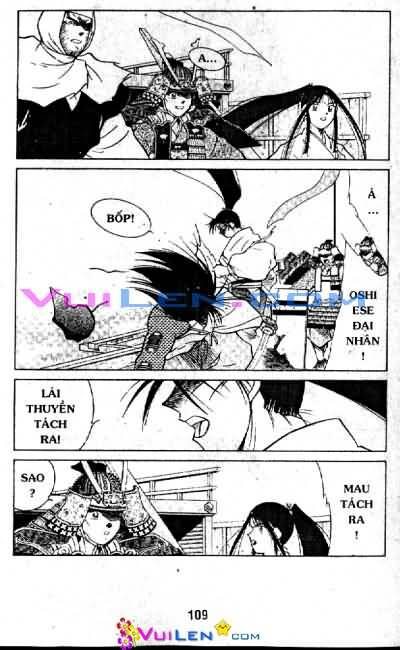 A...
BỐP!
Á
...
OSHI
ESE
ĐẠI
NHÂN
!
VUILEN.COM
LÁI
THUYỀN
TÁCH
RA!
SAO
?
MAU
TÁCH
RA
!
109
VUILEN.COM